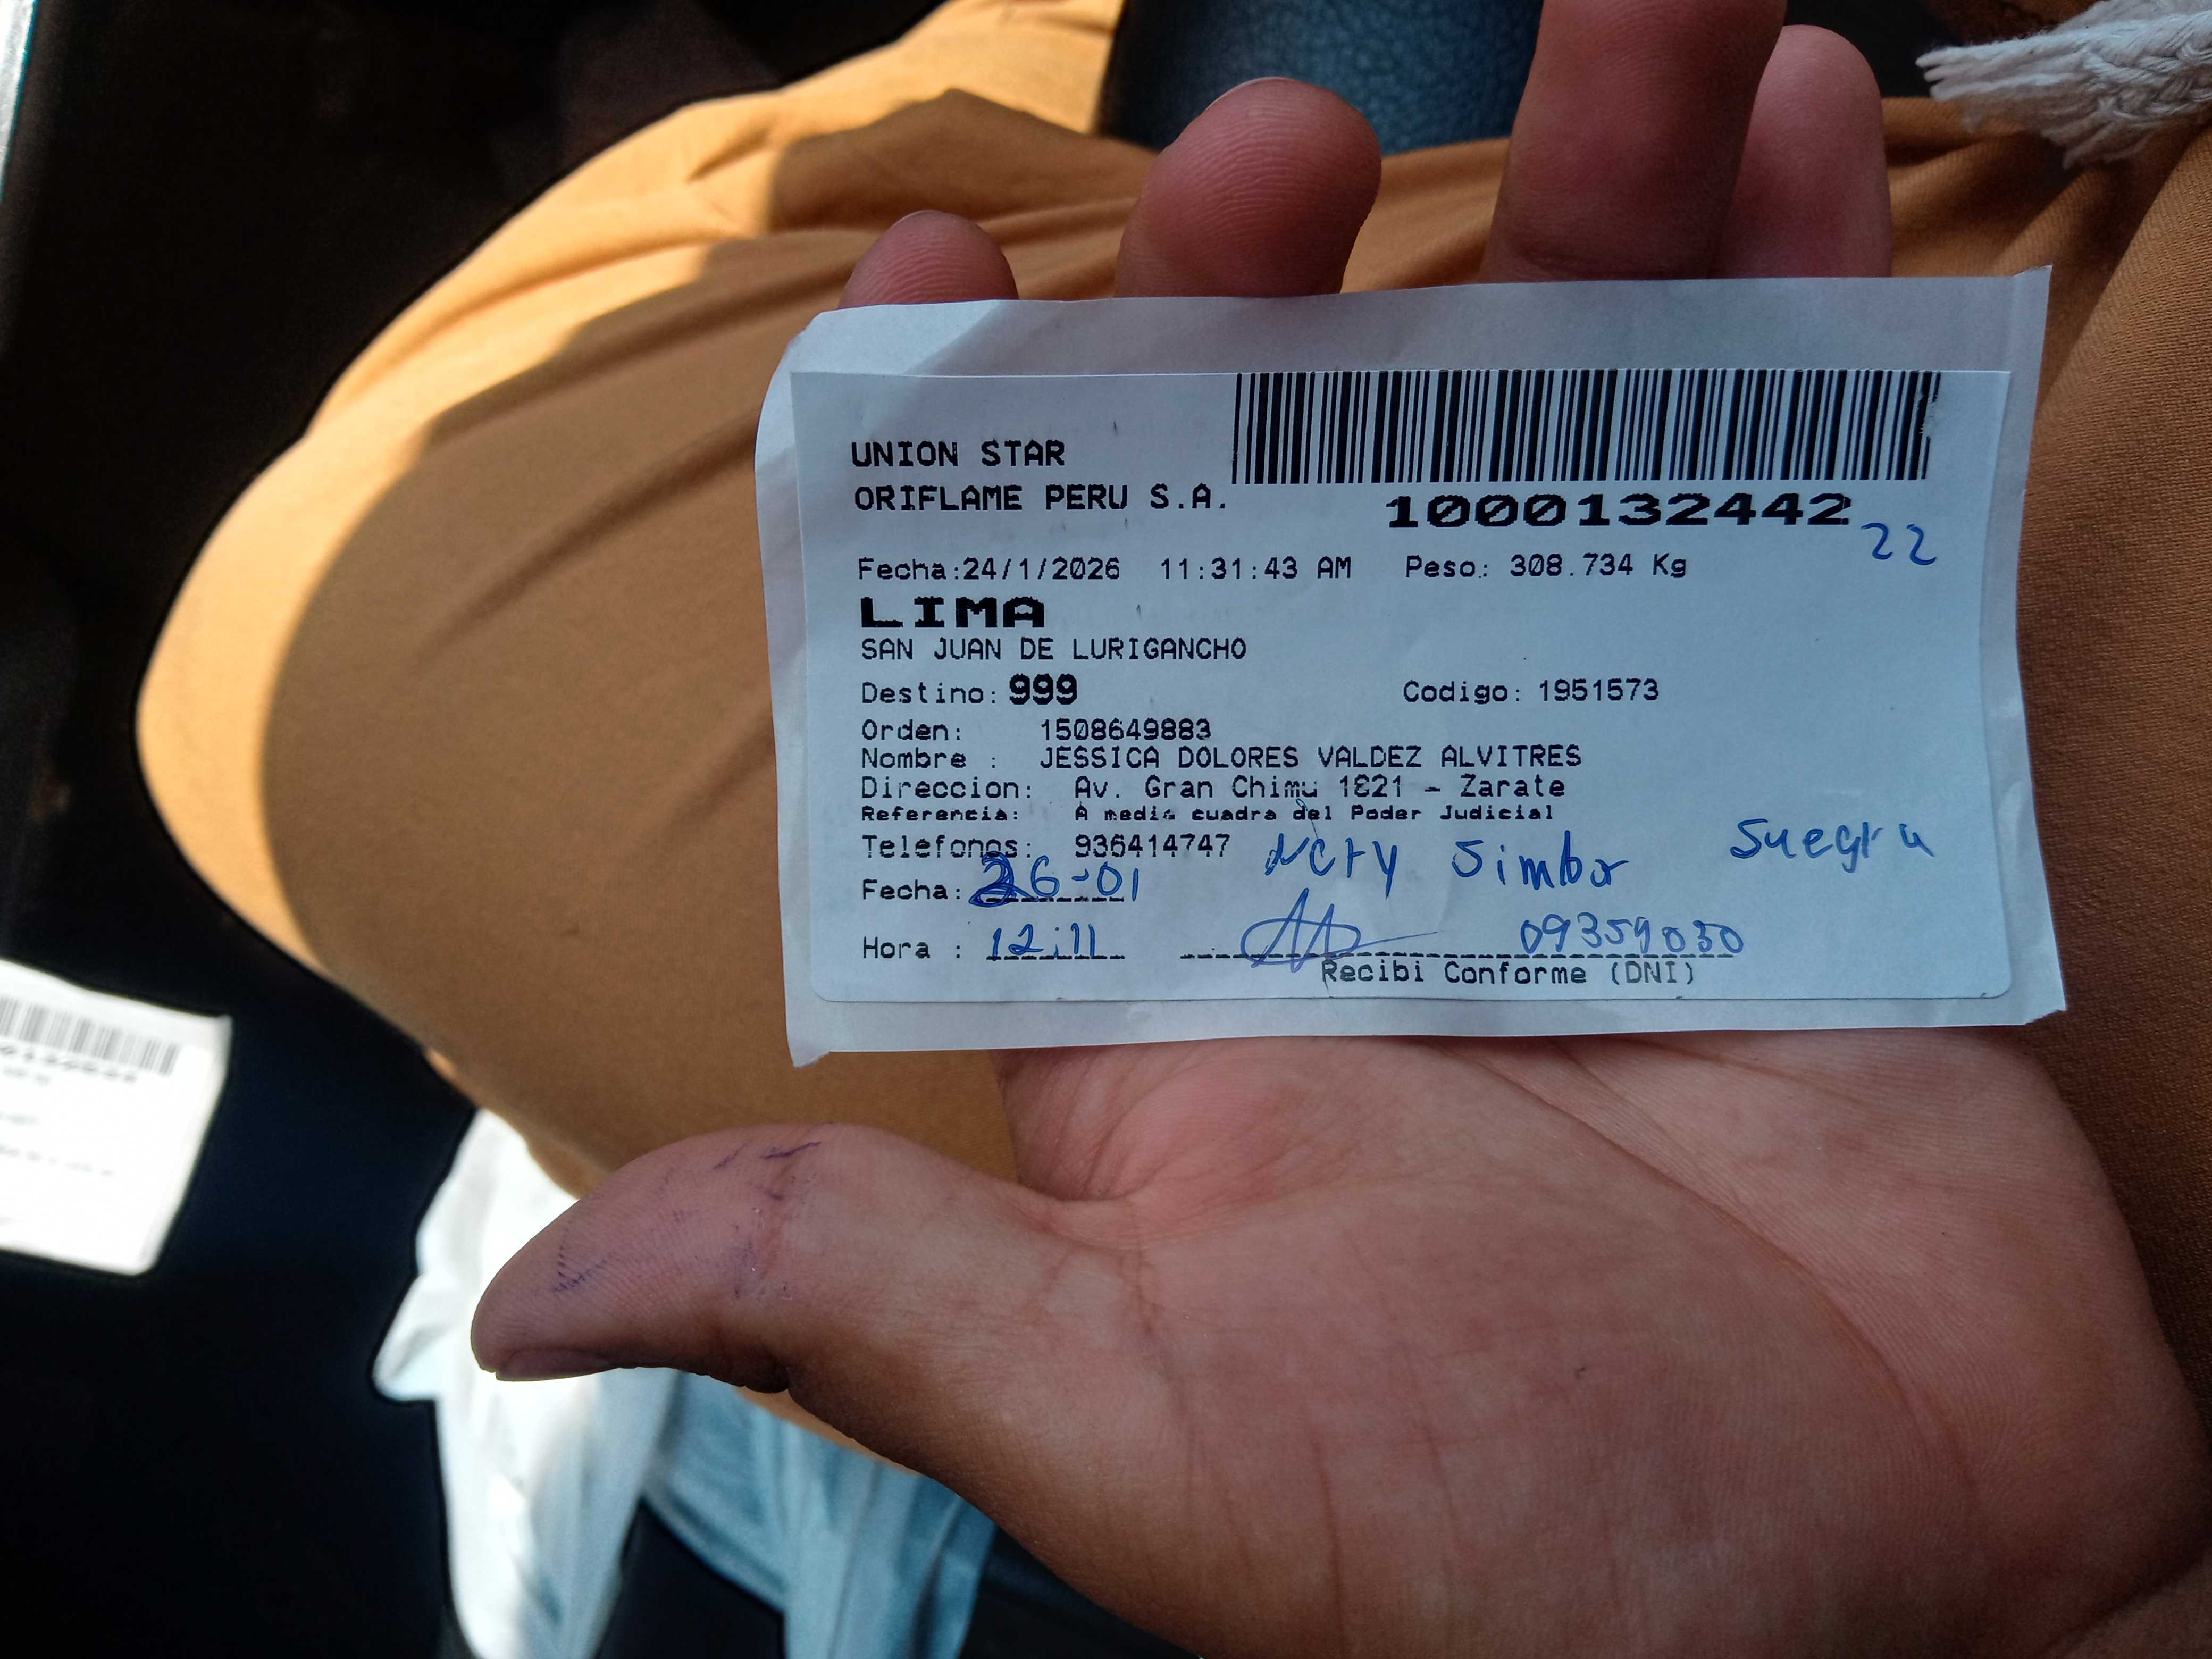 UNION STAR
ORIFLAME PERU S.A.
1000132442
22
Fecha:24/1/2026 11:31:43 AM Peso: 308.734 Kg
LIMA
SAN JUAN DE LURIGANCHO
Destino: 999 Codigo: 1951573
Orden: 1508649883
Nombre : JESSICA DOLORES VALDEZ ALVITRES
Direccion: Av. Gran Chimu 1821 - Zarate
Referencia: A media cuadra del Poder Judicial
Telefonos: 936414747 Suegra
Fecha: 26-01
Hora : 12:11 09359030
Recibi Conforme (DNI)